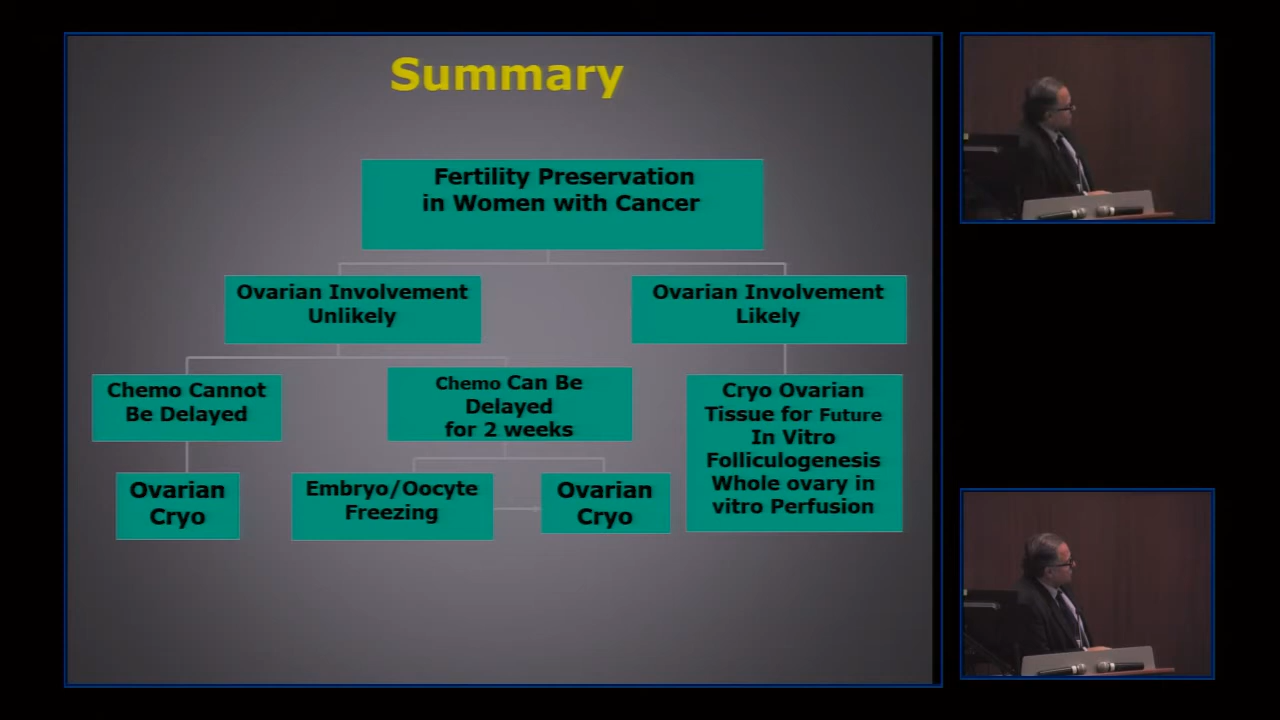 Summary
Fertility Preservation
in Women with Cancer
Ovarian Involvement
Unlikely
Ovarian Involvement
Likely
Chemo Cannot
Be Delayed
Chemo Can Be
Delayed
for 2 weeks
Cryo Ovarian
Tissue for Future
In Vitro
Folliculogenesis
Whole ovary in
vitro Perfusion
Ovarian
Cryo
Embryo/Oocyte
Freezing
Ovarian
Cryo